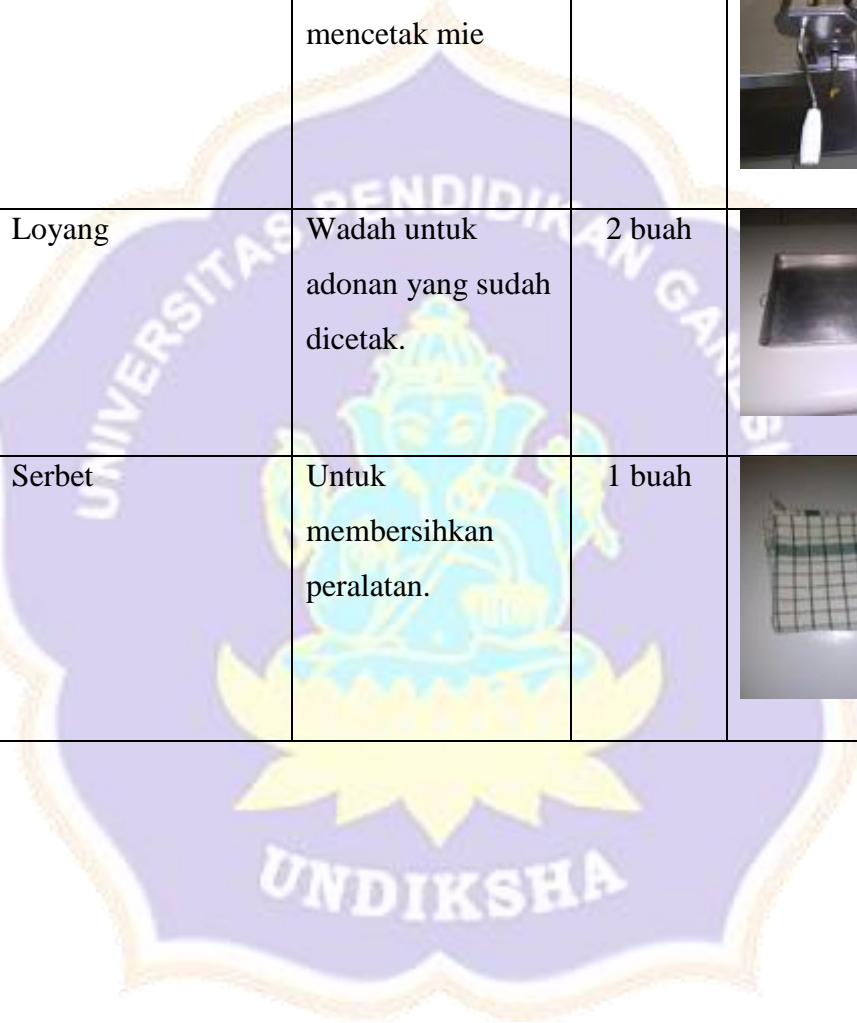 mencetak mie
Loyang Wadah untuk 2 buah
adonan yang sudah
dicetak.
Serbet Untuk 1 buah
membersihkan
peralatan.
UNIVERSITAS PENDIDIKAN GANESHA
UNDIKSHA